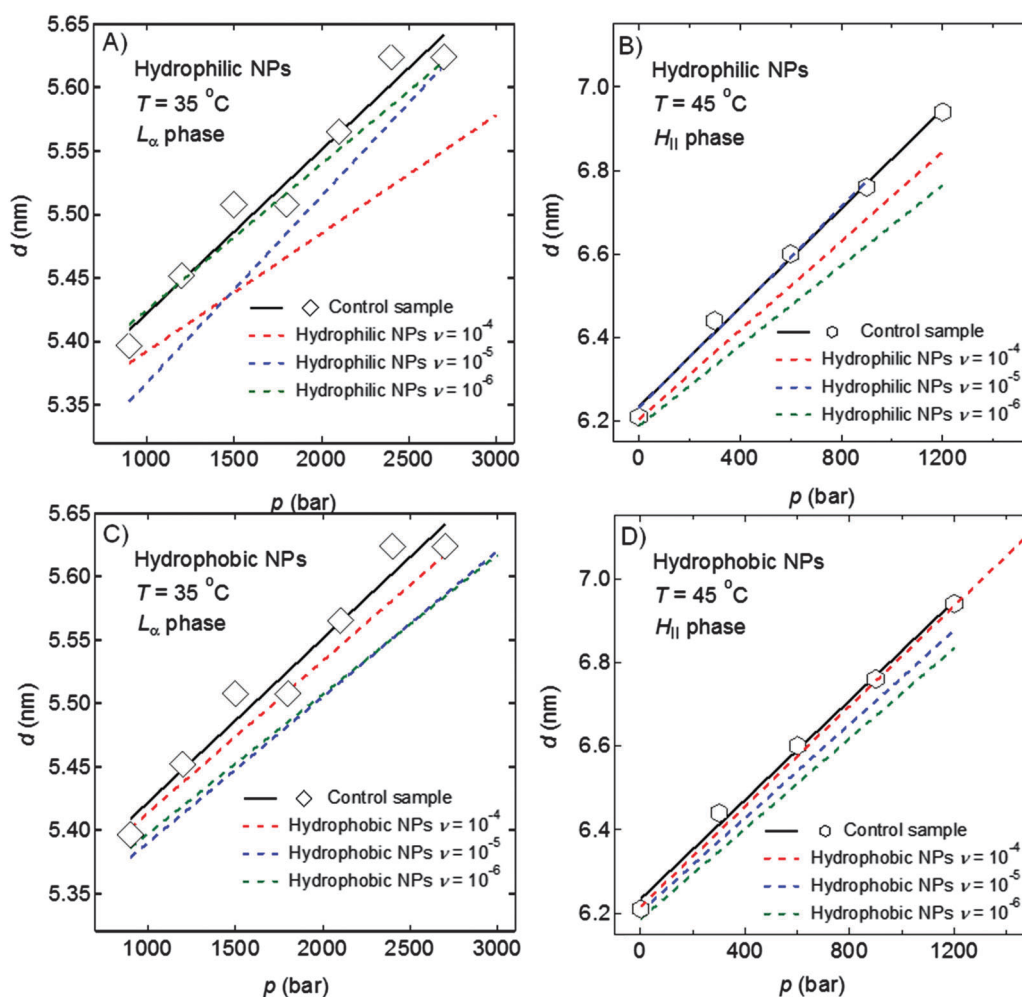 A)
Hydrophilic NPs
T = 35 °C
Lα phase
5.65
5.60
5.55
5.50
5.45
5.40
5.35
d (nm)
Control sample
Hydrophilic NPs ν = 10⁻⁴
Hydrophilic NPs ν = 10⁻⁵
Hydrophilic NPs ν = 10⁻⁶
1000 1500 2000 2500 3000
p (bar)
B)
Hydrophilic NPs
T = 45 °C
HII phase
7.0
6.8
6.6
6.4
6.2
d (nm)
Control sample
Hydrophilic NPs ν = 10⁻⁴
Hydrophilic NPs ν = 10⁻⁵
Hydrophilic NPs ν = 10⁻⁶
0 400 800 1200
p (bar)
C)
Hydrophobic NPs
T = 35 °C
Lα phase
5.65
5.60
5.55
5.50
5.45
5.40
5.35
d (nm)
Control sample
Hydrophobic NPs ν = 10⁻⁴
Hydrophobic NPs ν = 10⁻⁵
Hydrophobic NPs ν = 10⁻⁶
1000 1500 2000 2500 3000
p (bar)
D)
Hydrophobic NPs
T = 45 °C
HII phase
7.0
6.8
6.6
6.4
6.2
d (nm)
Control sample
Hydrophobic NPs ν = 10⁻⁴
Hydrophobic NPs ν = 10⁻⁵
Hydrophobic NPs ν = 10⁻⁶
0 400 800 1200
p (bar)